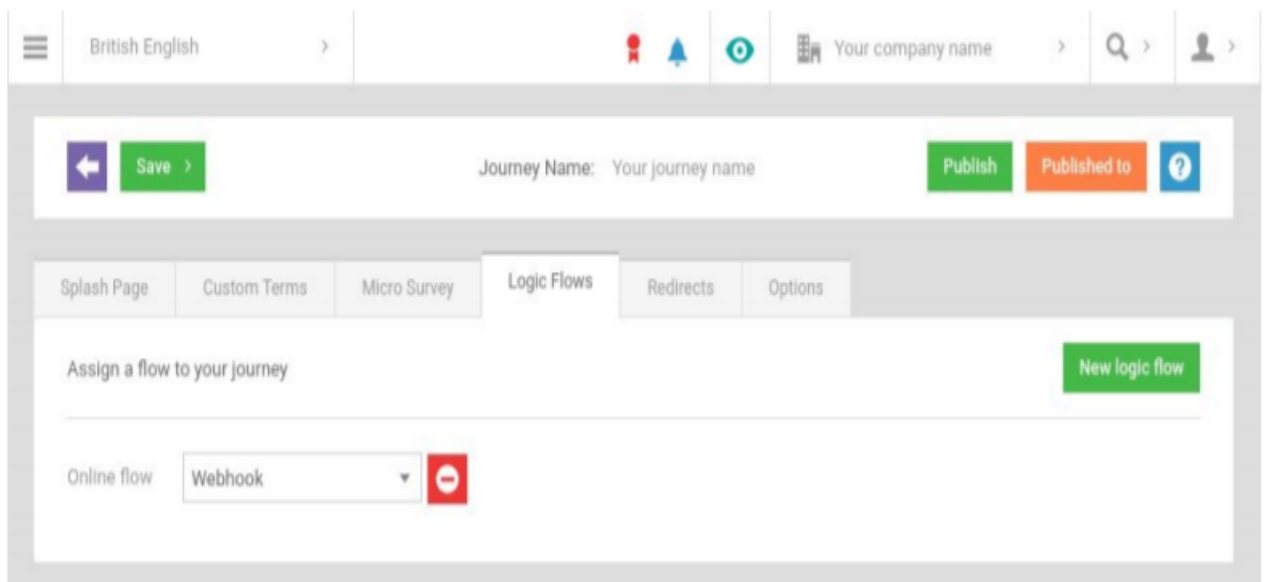 British English
Your company name
Save
Journey Name: Your journey name
Publish
Published to
?
Splash Page
Custom Terms
Micro Survey
Logic Flows
Redirects
Options
Assign a flow to your journey
New logic flow
Online flow
Webhook